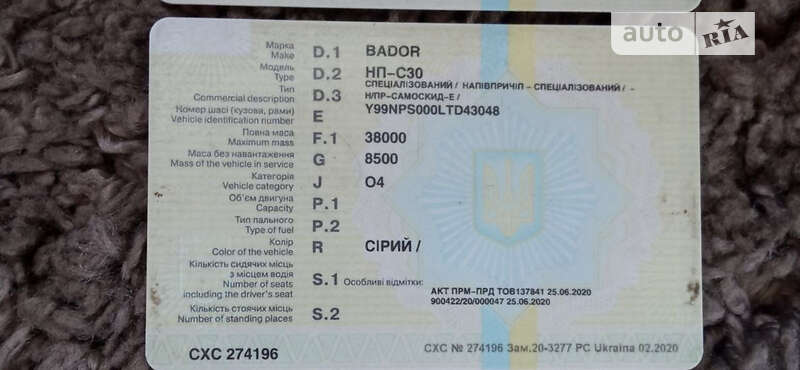 auto RIA
Марка D.1 BADOR
Make
Модель D.2 НП-С30
Type
Тип D.3 СПЕЦІАЛІЗОВАНИЙ / НАПІВПРИЧІП - СПЕЦІАЛІЗОВАНИЙ / -
Commercial description Н/ПР-САМОСКИД-Е /
Номер шасі (кузова, рами) E Y99NPS000LTD43048
Vehicle identification number
Повна маса F.1 38000
Maximum mass
Маса без навантаження G 8500
Mass of the vehicle in service
Категорія J О4
Vehicle category
Об'єм двигуна P.1
Capacity
Тип пального P.2
Type of fuel
Колір R СІРИЙ /
Color of the vehicle
Кількість сидячих місць
з місцем водія S.1 Особливі відмітки:
Number of seats АКТ ПРМ-ПРД ТОВ137841 25.06.2020
including the driver's seat 900422/20/000047 25.06.2020
Кількість стоячих місць S.2
Number of standing places
СХС 274196
СХС № 274196 Зам.20-3277 PC Ukraina 02.2020